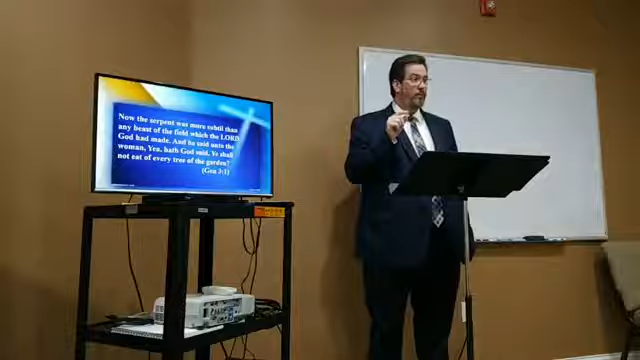 Now the serpent was more subtil than
any beast of the field which the LORD
God had made. And he said unto the
woman, Yea, hath God said, Ye shall
not eat of every tree of the garden?
(Gen 3:1)